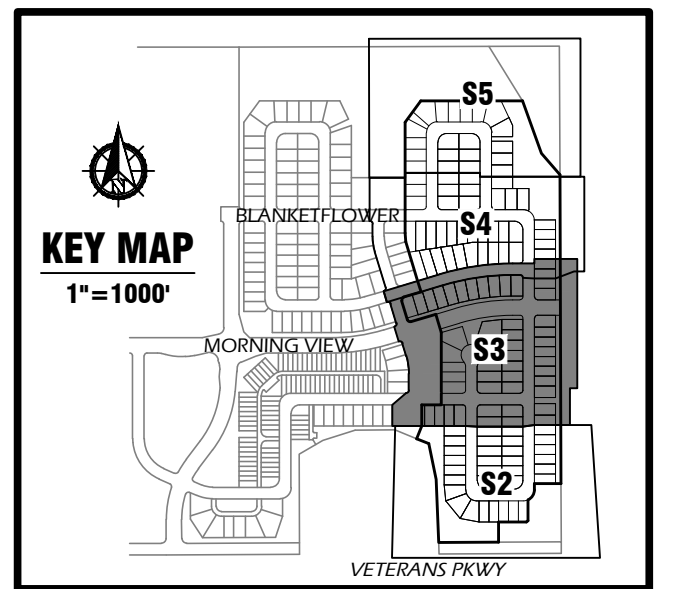 S5
N
BLANKETFLOWER
S4
KEY MAP
1"=1000'
MORNING VIEW
S3
S2
VETERANS PKWY